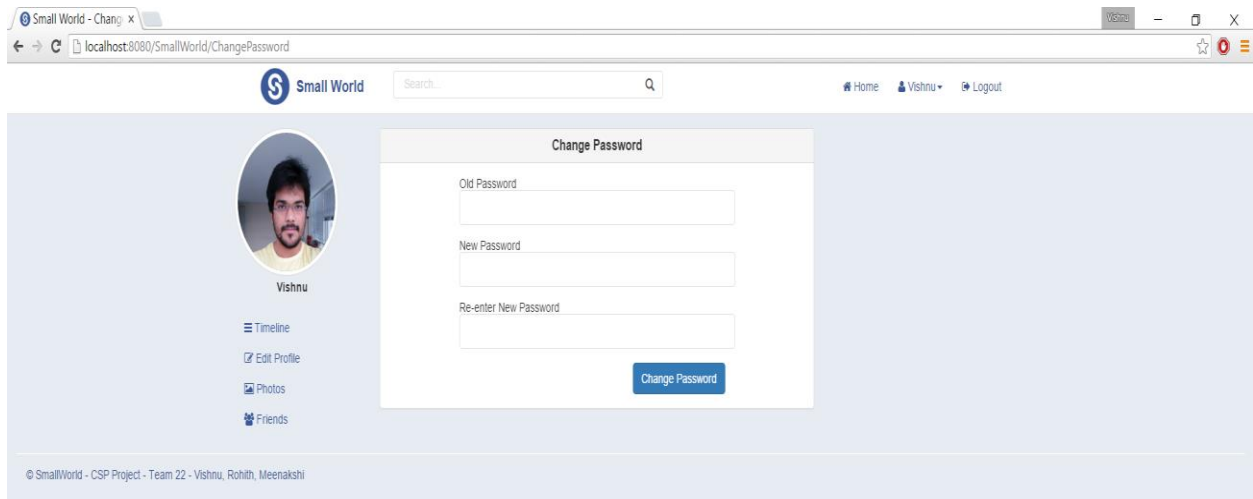 Small World - Chang
Vishnu
localhost:8080/SmallWorld/ChangePassword
Small World
Search...
Home
Vishnu
Logout
Change Password
Old Password
New Password
Re-enter New Password
Change Password
Vishnu
Timeline
Edit Profile
Photos
Friends
© SmallWorld - CSP Project - Team 22 - Vishnu, Rohith, Meenakshi